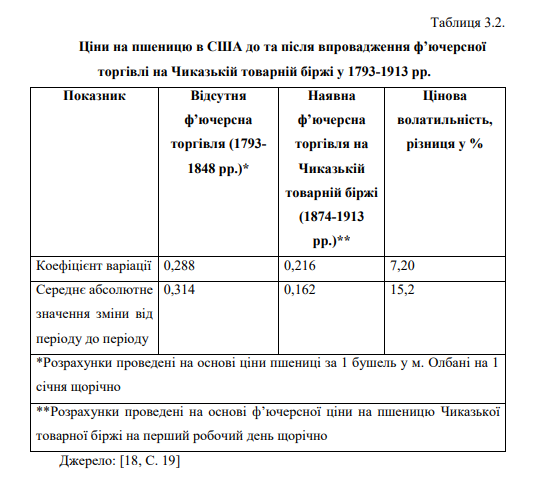 Таблиця 3.2.
Ціни на пшеницю в США до та після впровадження ф’ючерсної
торгівлі на Чиказькій товарній біржі у 1793-1913 рр.
Показник
Відсутня
ф’ючерсна
торгівля (1793-
1848 рр.)*
Наявна
ф’ючерсна
торгівля на
Чиказькій
товарній біржі
(1874-1913
рр.)**
Цінова
волатильність,
різниця у %
Коефіцієнт варіації 0,288 0,216 7,20
Середнє абсолютне 0,314 0,162 15,2
значення зміни від
періоду до періоду
*Розрахунки проведені на основі ціни пшениці за 1 бушель у м. Олбані на 1
січня щорічно
**Розрахунки проведені на основі ф’ючерсної ціни на пшеницю Чиказької
товарної біржі на перший робочий день щорічно
Джерело: [18, С. 19]